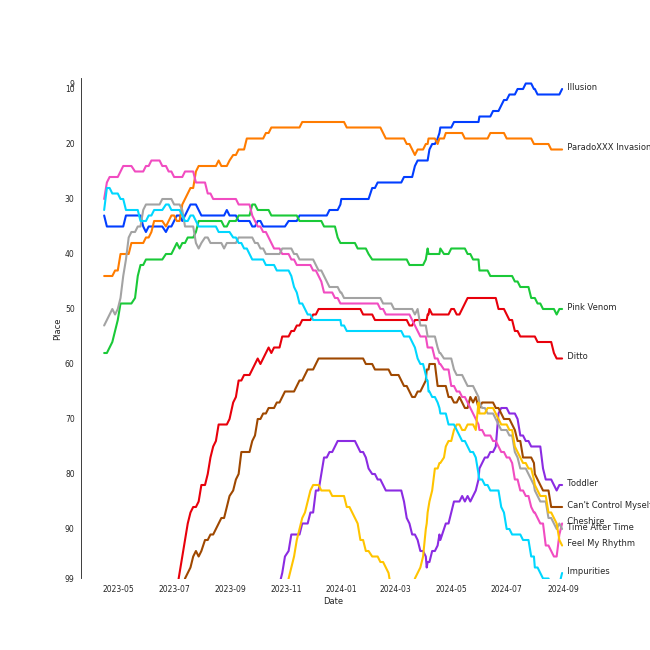 9
10
20
30
40
50
60
70
80
90
99
Place
2023-05
2023-07
2023-09
2023-11
2024-01
2024-03
2024-05
2024-07
2024-09
Date
Illusion
ParadoXXX Invasion
Pink Venom
Ditto
Toddler
Can't Control Myself
Cheshire
Time After Time
Feel My Rhythm
Impurities